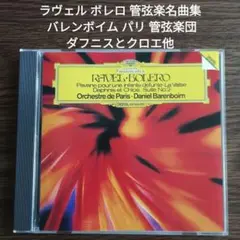 ラヴェル ボレロ 管弦楽名曲集
バレンボイム パリ 管弦楽団
ダフニスとクロエ他
RAVEL·BOLERO
Pavane pour une infante défunte·La Valse
Daphnis et Chloé: Suite No.2
Orchestre de Paris·Daniel Barenboim